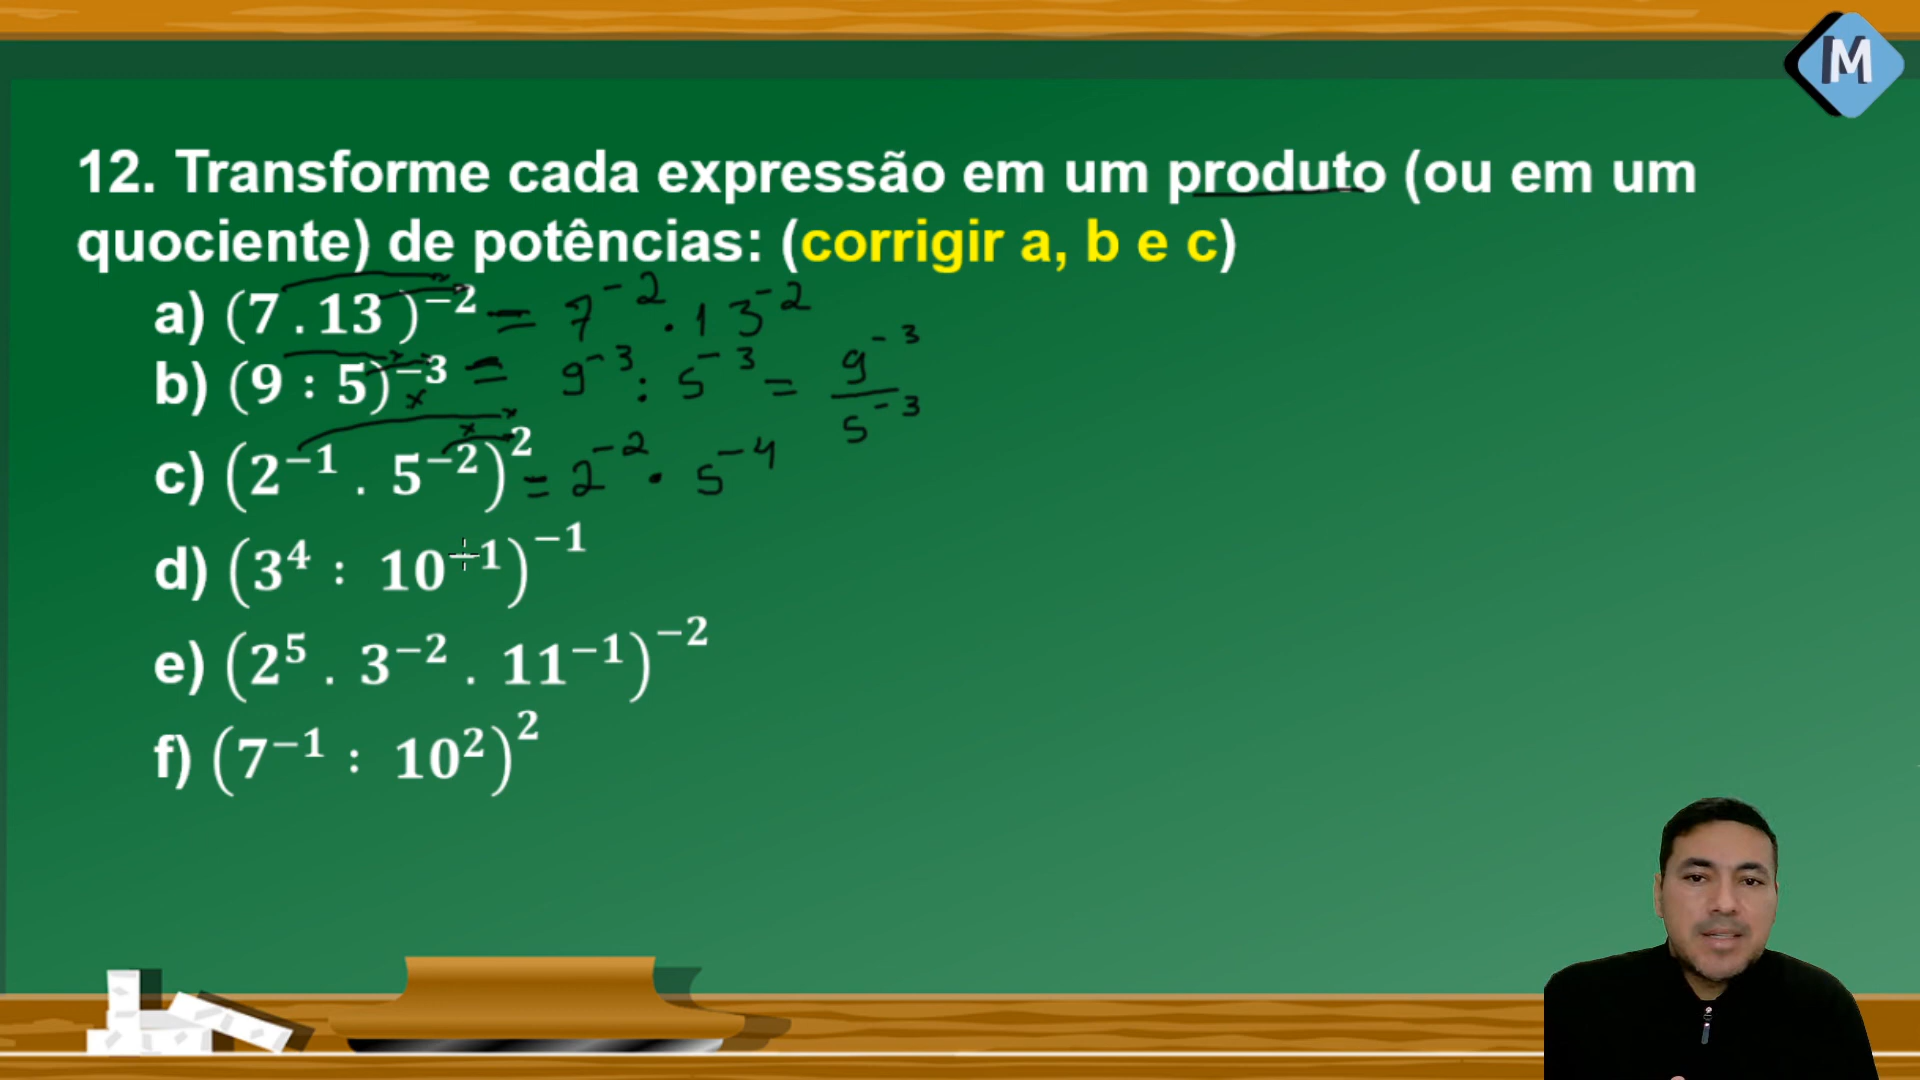 M
12. Transforme cada expressão em um produto (ou em um
quociente) de potências: (corrigir a, b e c)
a) (7 . 13 )⁻² = 7⁻² . 13⁻²
b) (9 : 5)⁻³ = 9⁻³ : 5⁻³ = 9⁻³/5⁻³
c) (2⁻¹ . 5⁻²)² = 2⁻² . 5⁻⁴
d) (3⁴ : 10⁻¹)⁻¹
e) (2⁵ . 3⁻² . 11⁻¹)⁻²
f) (7⁻¹ : 10²)²